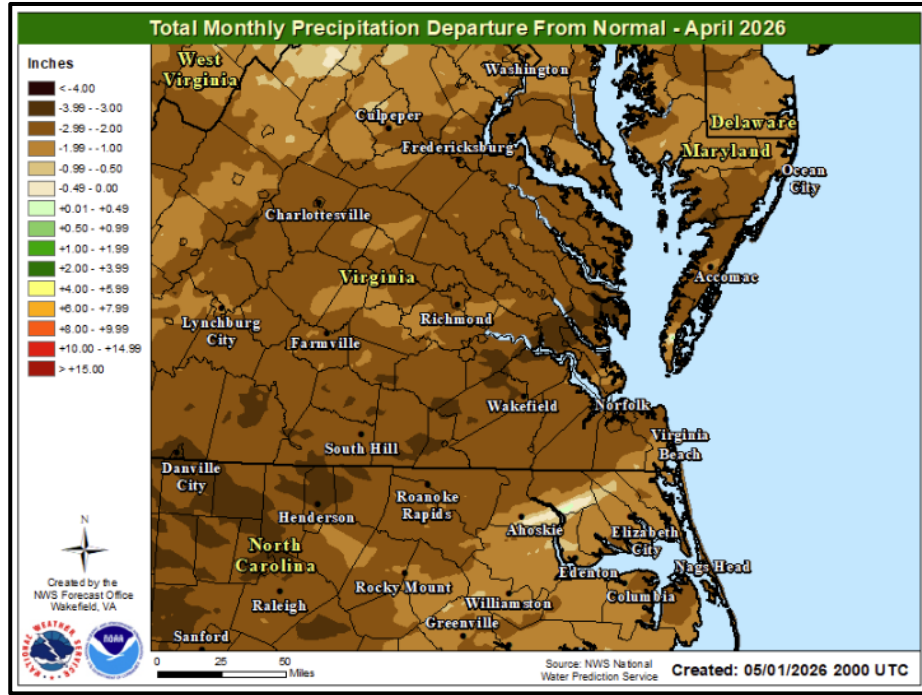 Total Monthly Precipitation Departure From Normal - April 2026
Inches
< -4.00
-3.99 - -3.00
-2.99 - -2.00
-1.99 - -1.00
-0.99 - -0.50
-0.49 - 0.00
+0.01 - +0.49
+0.50 - +0.99
+1.00 - +1.99
+2.00 - +3.99
+4.00 - +5.99
+6.00 - +7.99
+8.00 - +9.99
+10.00 - +14.99
> +15.00
West
Virginia
Washington
Culpeper
Fredericksburg
Delaware
Maryland
Ocean
City
Charlottesville
Virginia
Accomac
Lynchburg
City
Farmville
Richmond
Wakefield
Norfolk
Virginia
Beach
South Hill
Danville
City
Henderson
Roanoke
Rapids
Ahoskie
Elizabeth
City
North
Carolina
Edenton
Nags Head
Rocky Mount
Columbia
Raleigh
Williamston
Greenville
Sanford
N
Created by the
NWS Forecast Office
Wakefield, VA
NATIONAL WEATHER SERVICE
NOAA
0 25 50
Miles
Source: NWS National
Water Prediction Service
Created: 05/01/2026 2000 UTC